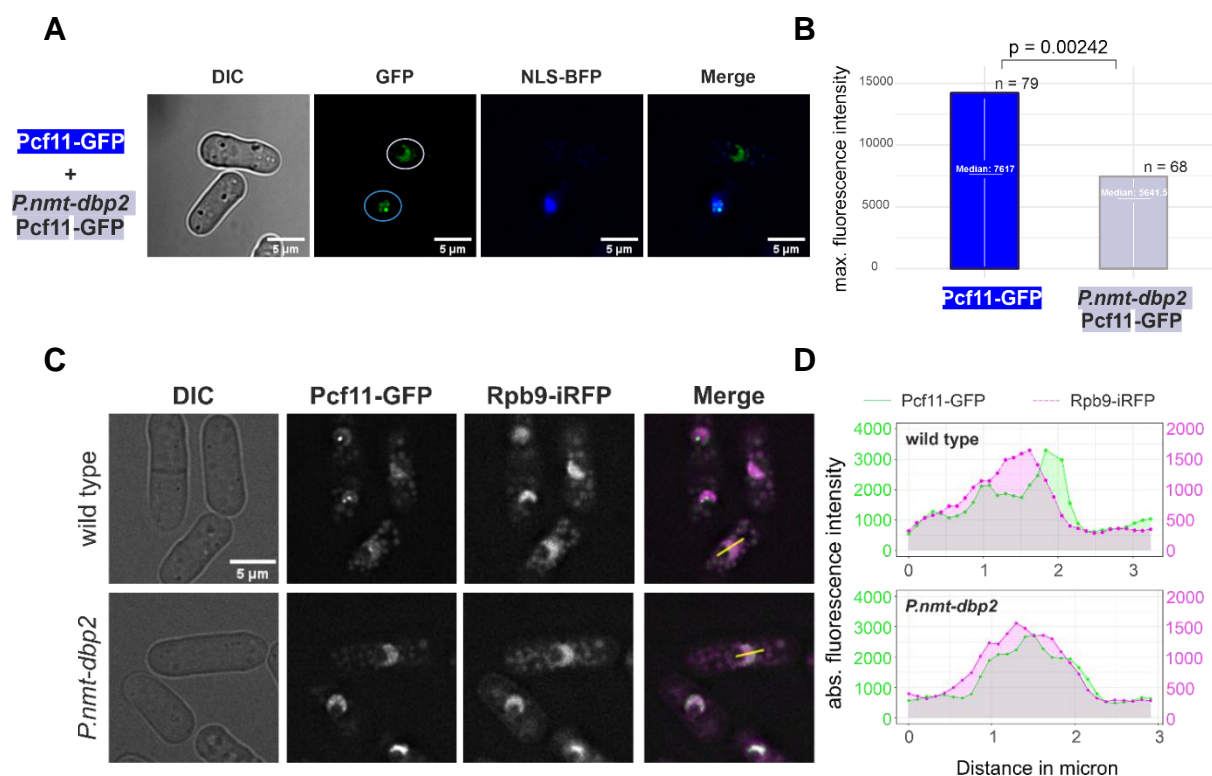 A
DIC
GFP
NLS-BFP
Merge
Pcf11-GFP
+
P.nmt-dbp2
Pcf11-GFP
5 µm
5 µm
5 µm
5 µm
B
p = 0.00242
max. fluorescence intensity
15000
10000
5000
0
n = 79
Median: 7617
n = 68
Median: 5641.5
Pcf11-GFP
P.nmt-dbp2
Pcf11-GFP
C
DIC
Pcf11-GFP
Rpb9-iRFP
Merge
wild type
5 µm
P.nmt-dbp2
D
Pcf11-GFP
Rpb9-iRFP
abs. fluorescence intensity
wild type
4000
3000
2000
1000
0
2000
1500
1000
500
0
0
1
2
3
P.nmt-dbp2
4000
3000
2000
1000
0
2000
1500
1000
500
0
0
1
2
3
Distance in micron